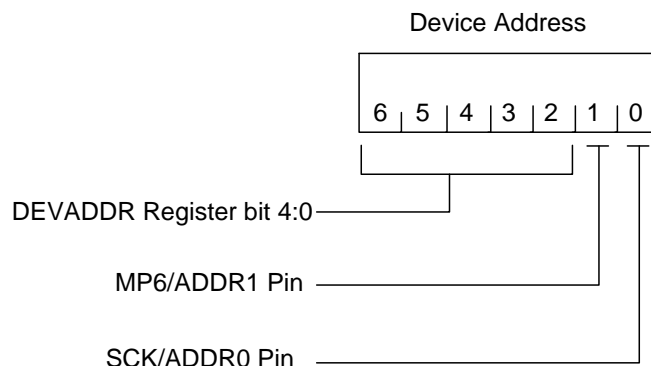 Device Address
6 5 4 3 2 1 0
DEVADDR Register bit 4:0
MP6/ADDR1 Pin
SCK/ADDR0 Pin